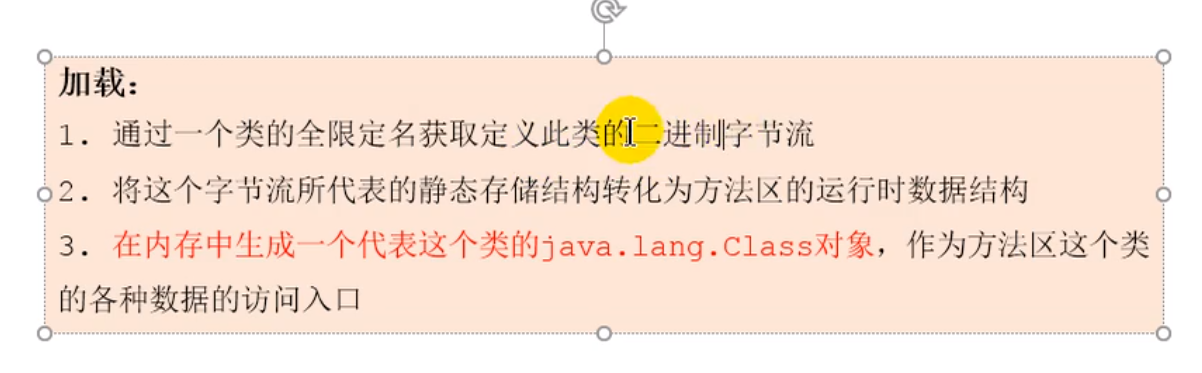 加载：
1. 通过一个类的全限定名获取定义此类的二进制字节流
2. 将这个字节流所代表的静态存储结构转化为方法区的运行时数据结构
3. 在内存中生成一个代表这个类的java.lang.Class对象，作为方法区这个类
的各种数据的访问入口